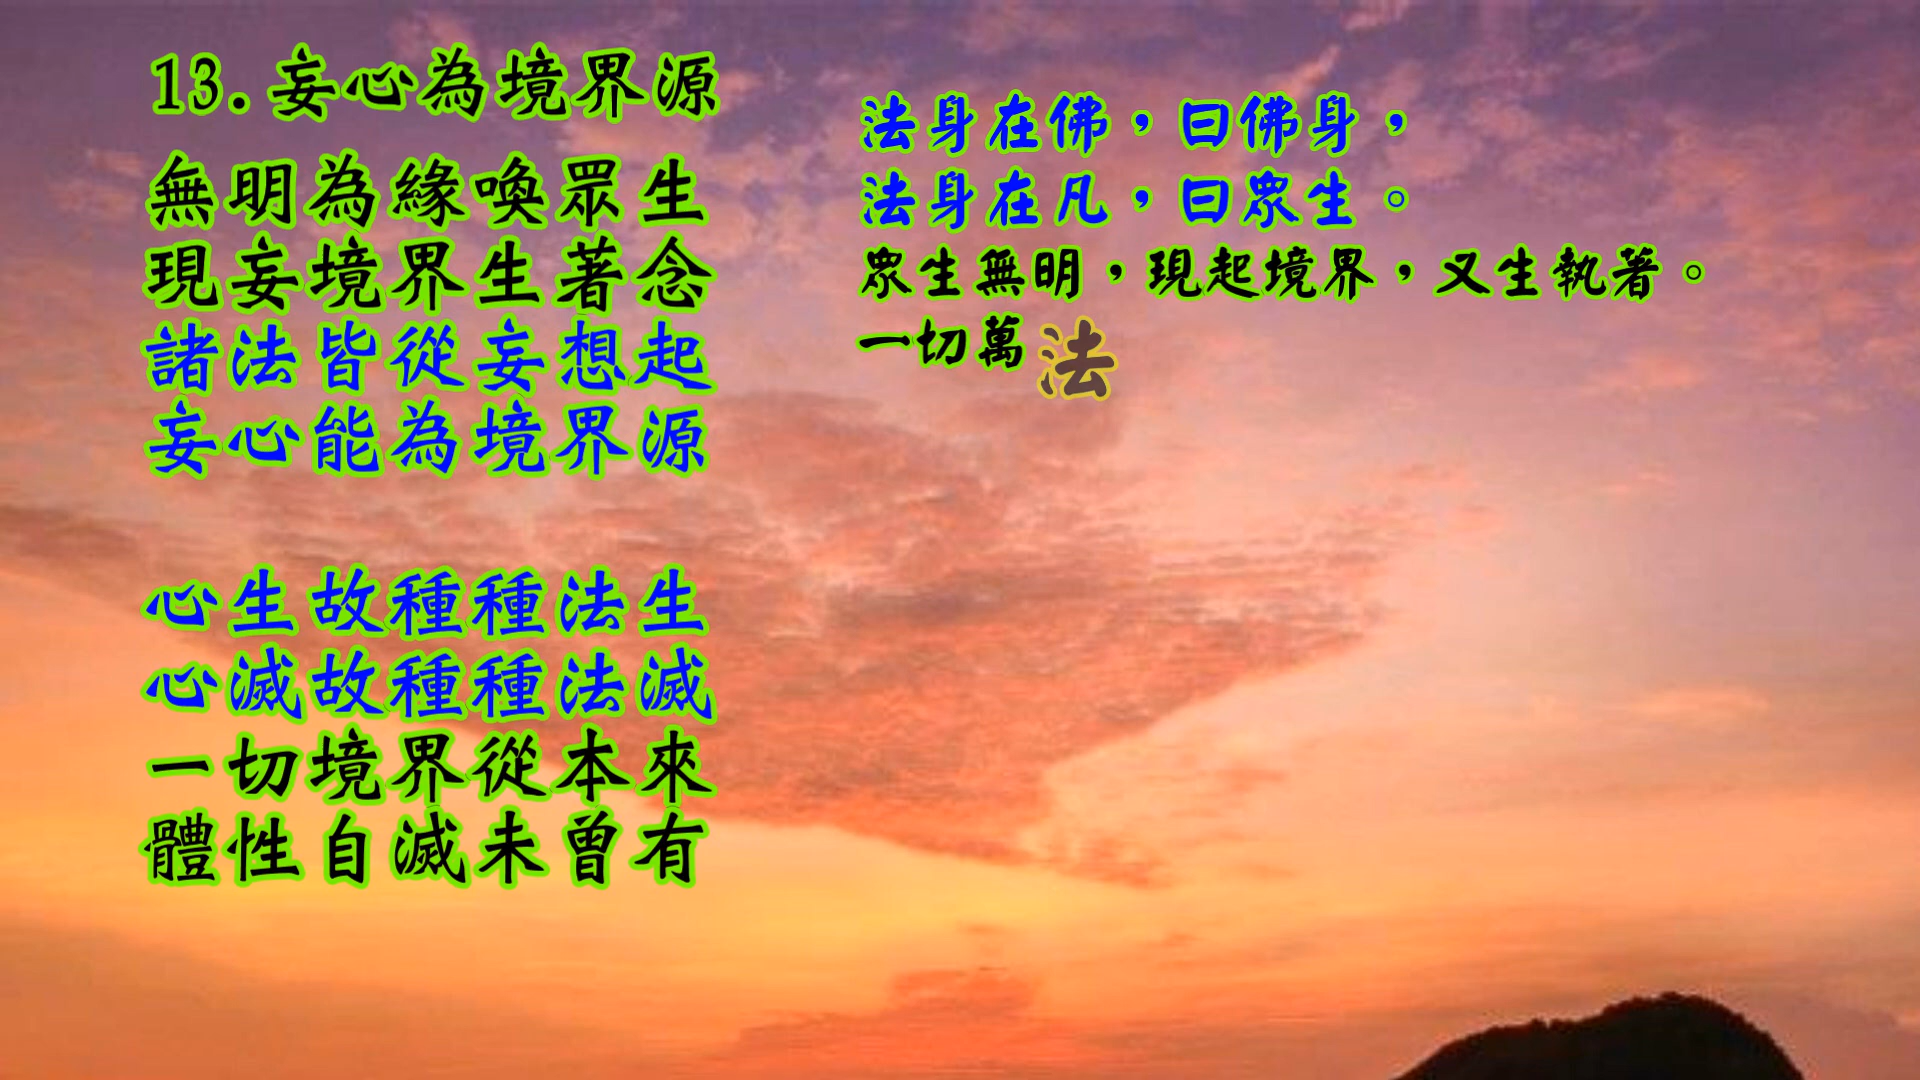 13.妄心為境界源
無明為緣喚眾生
現妄境界生著念
諸法皆從妄想起
妄心能為境界源
心生故種種法生
心滅故種種法滅
一切境界從本來
體性自滅未曾有
法身在佛，曰佛身，
法身在凡，曰眾生。
眾生無明，現起境界，又生執著。
一切萬法